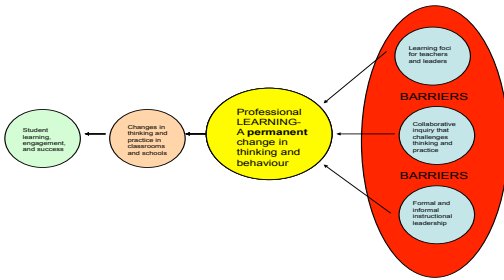 Student
learning,
engagement,
and success
Changes in
thinking and
practice in
classrooms
and schools
Professional
LEARNING-
A permanent
change in
thinking and
behaviour
Learning foci
for teachers
and leaders
BARRIERS
Collaborative
inquiry that
challenges
thinking and
practice
BARRIERS
Formal and
informal
instructional
leadership